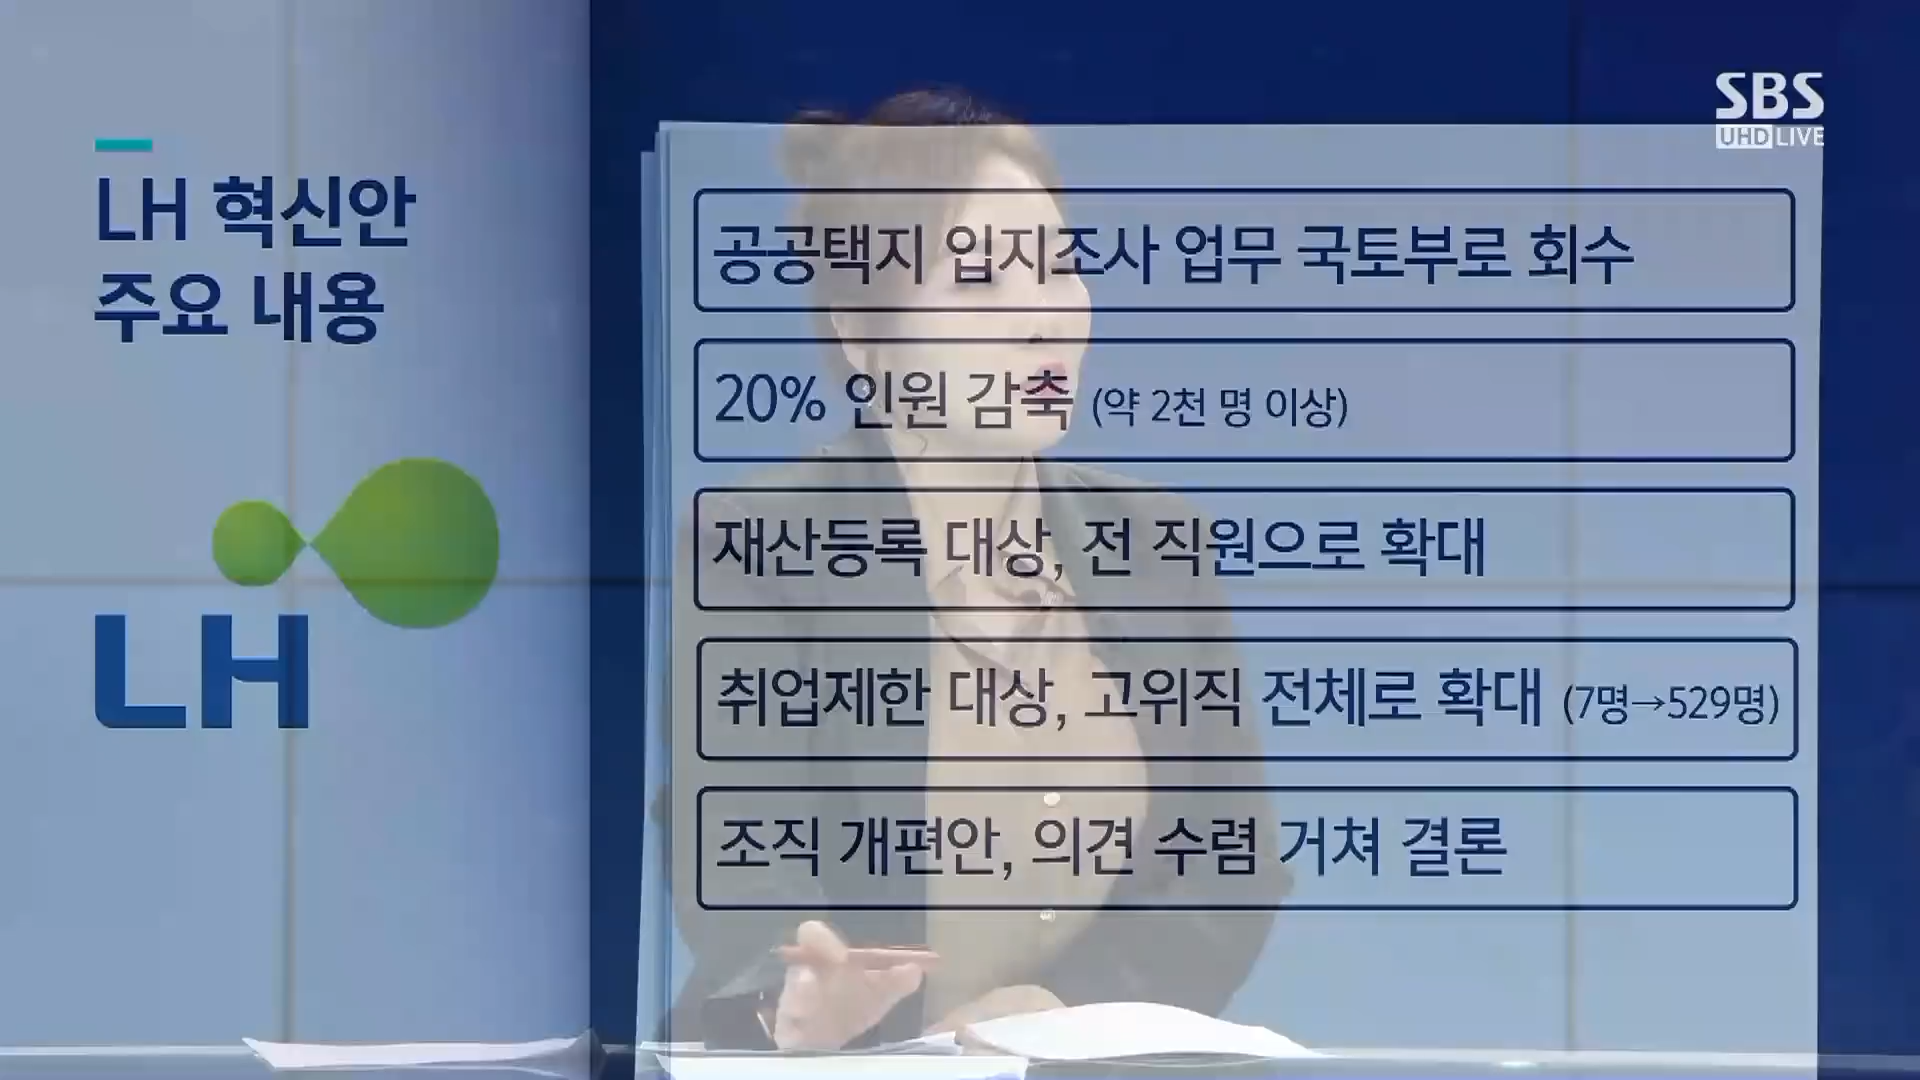 SBS
UHD LIVE
LH 혁신안
주요 내용
LH
공공택지 입지조사 업무 국토부로 회수
20% 인원 감축 (약 2천 명 이상)
재산등록 대상, 전 직원으로 확대
취업제한 대상, 고위직 전체로 확대 (7명→529명)
조직 개편안, 의견 수렴 거쳐 결론